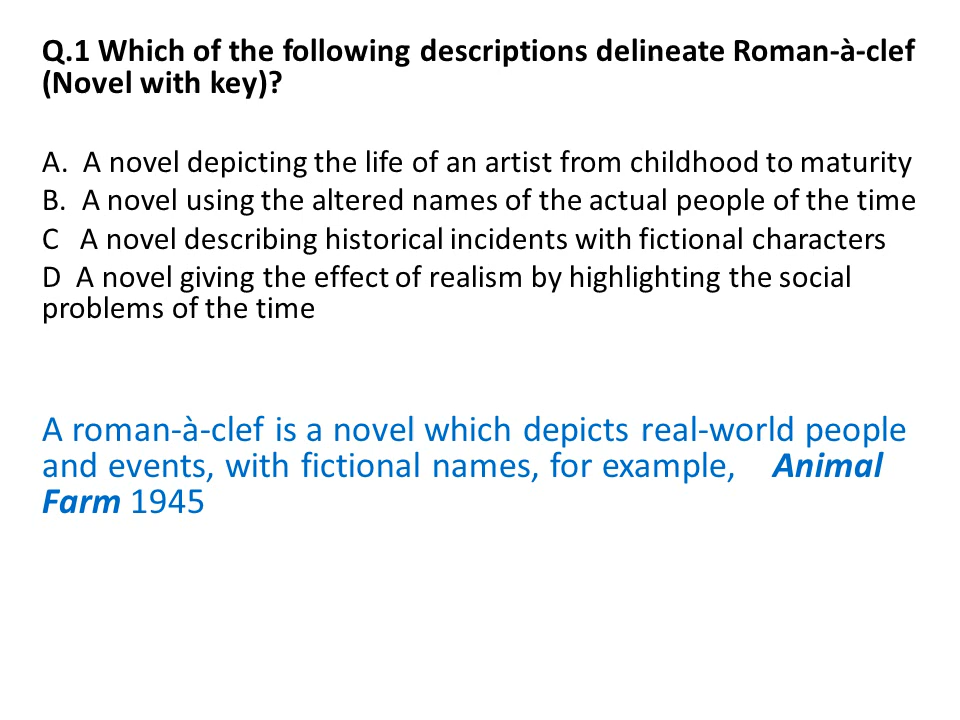 Q.1 Which of the following descriptions delineate Roman-à-clef
(Novel with key)?
A. A novel depicting the life of an artist from childhood to maturity
B. A novel using the altered names of the actual people of the time
C A novel describing historical incidents with fictional characters
D A novel giving the effect of realism by highlighting the social
problems of the time
A roman-à-clef is a novel which depicts real-world people
and events, with fictional names, for example, Animal
Farm 1945